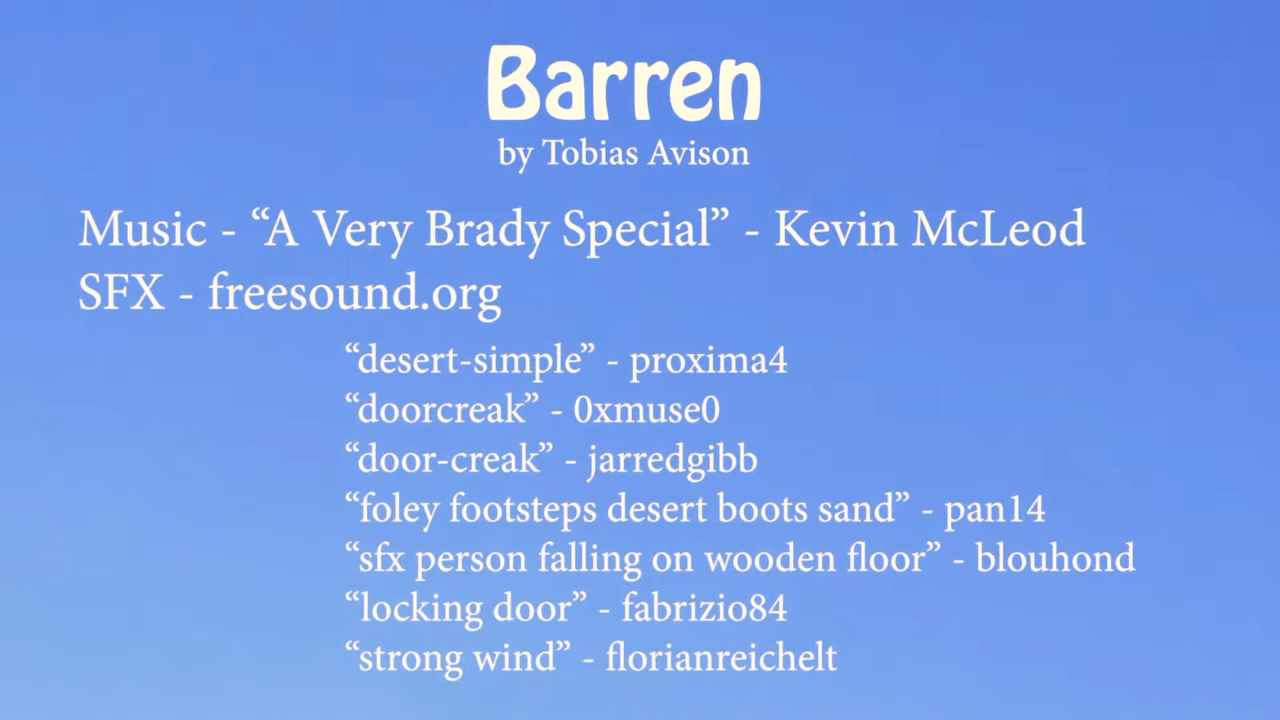 Barren
by Tobias Avison
Music - “A Very Brady Special” - Kevin McLeod
SFX - freesound.org
“desert-simple” - proxima4
“doorcreak” - 0xmuse0
“door-creak” - jarredgibb
“foley footsteps desert boots sand” - pan14
“sfx person falling on wooden floor” - blouhond
“locking door” - fabrizio84
“strong wind” - florianreichelt